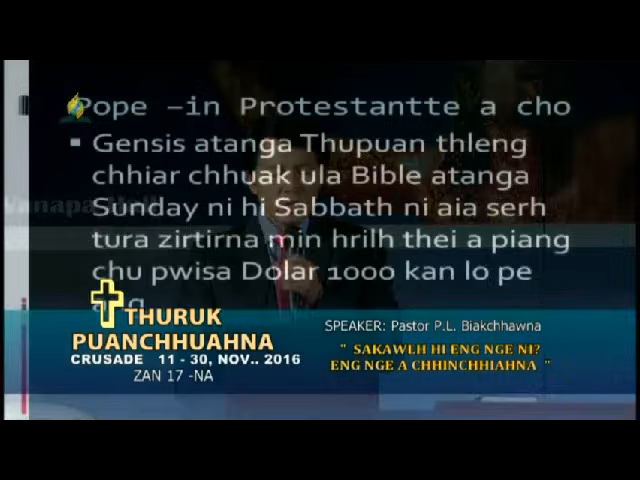 Pope –in Protestantte a cho
▪ Gensis atanga Thupuan thleng
chhiar chhuak ula Bible atanga
Sunday ni hi Sabbath ni aia serh
tura zirtirna min hrilh thei a piang
chu pwisa Dolar 1000 kan lo pe
THURUK
PUANCHHUAHNA
CRUSADE 11 - 30, NOV.. 2016
ZAN 17 -NA
SPEAKER: Pastor P.L. Biakchhawna
" SAKAWLH HI ENG NGE NI?
ENG NGE A CHHINCHHIAHNA "